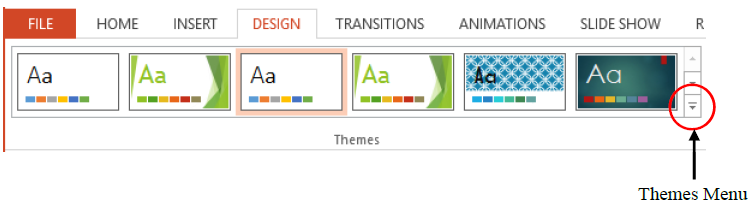 FILE HOME INSERT DESIGN TRANSITIONS ANIMATIONS SLIDE SHOW R
Aa Aa Aa Aa Aa Aa
Themes
Themes Menu